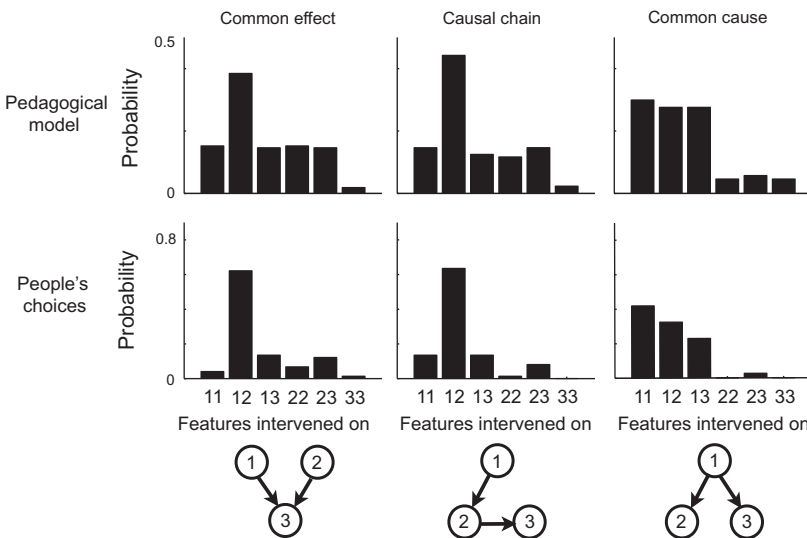 Common effect
Causal chain
Common cause
Pedagogical
model
Probability
0.5
0
People's
choices
Probability
0.8
0
11 12 13 22 23 33
11 12 13 22 23 33
11 12 13 22 23 33
Features intervened on
Features intervened on
Features intervened on
1 2
3
1
2 3
1
2 3